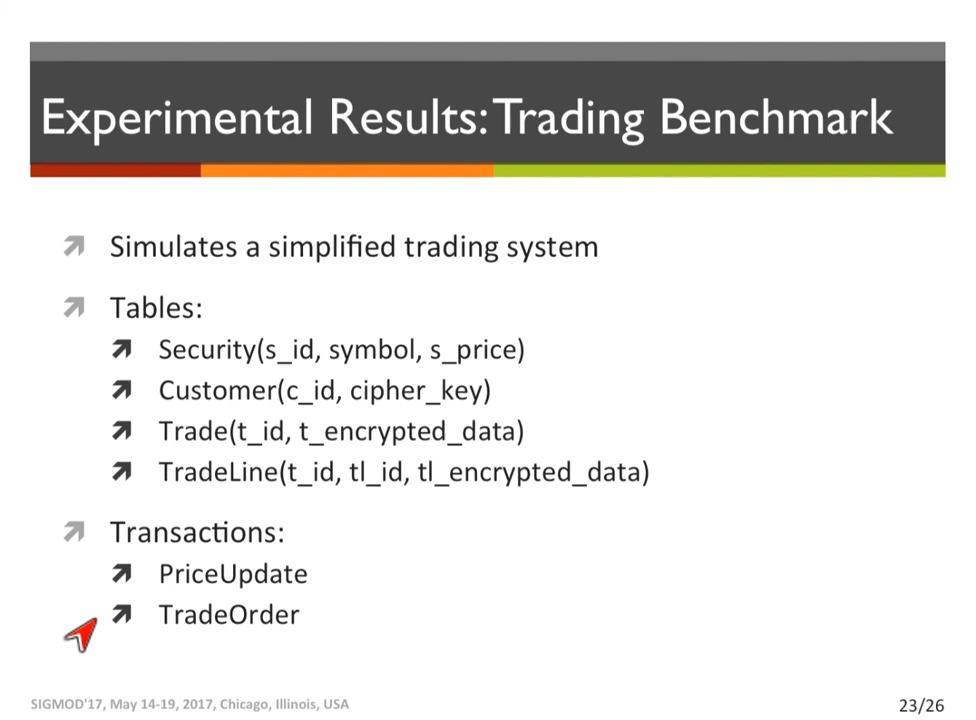 Experimental Results: Trading Benchmark
Simulates a simplified trading system
Tables:
Security(s_id, symbol, s_price)
Customer(c_id, cipher_key)
Trade(t_id, t_encrypted_data)
TradeLine(t_id, tl_id, tl_encrypted_data)
Transactions:
PriceUpdate
TradeOrder
SIGMOD'17, May 14-19, 2017, Chicago, Illinois, USA
23/26